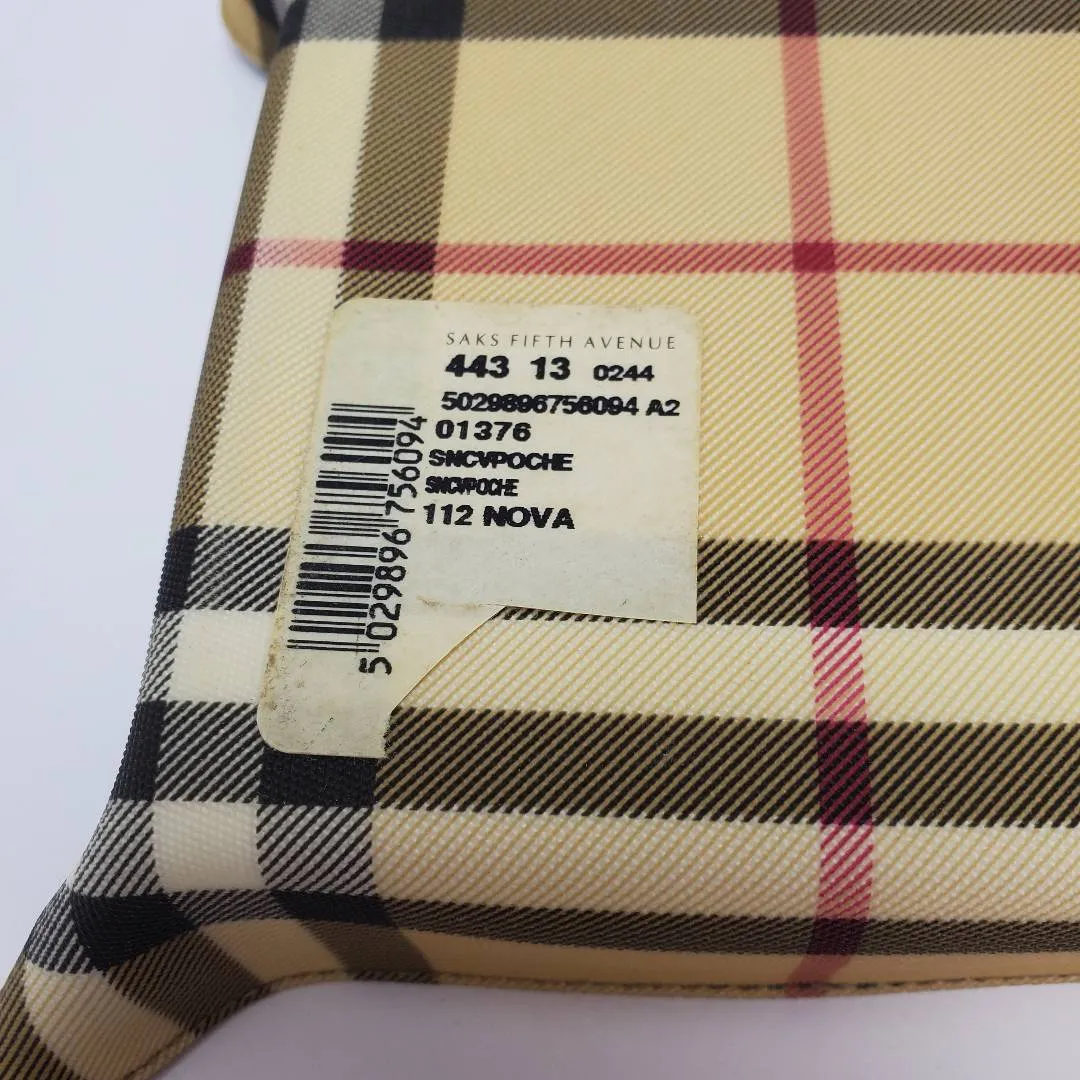 SAKS FIFTH AVENUE
443 13 0244
5029896756094 A2
01376
SNCVPOCHE
SNCVPOCHE
112 NOVA
5 029896 756094